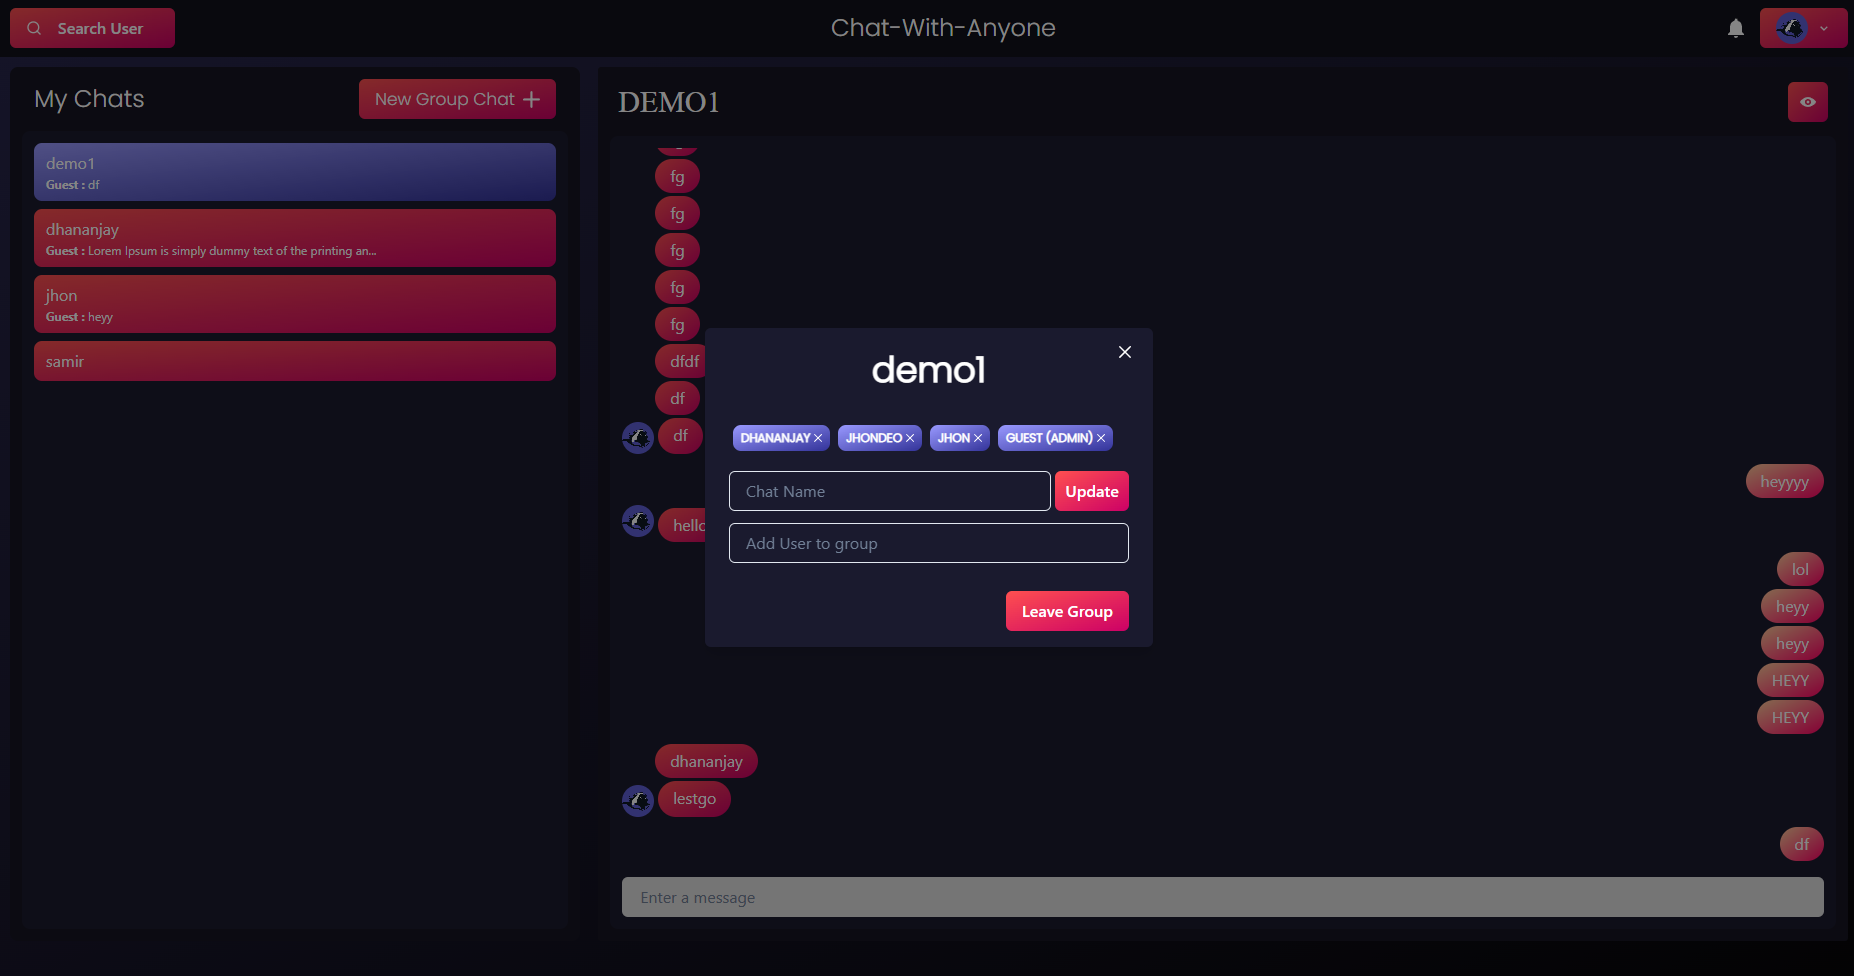 Search User
Chat-With-Anyone
My Chats
New Group Chat
demo1
Guest : df
dhananjay
Guest : Lorem Ipsum is simply dummy text of the printing an...
jhon
Guest : heyy
samir
DEMO1
fg
fg
fg
fg
fg
dfdf
df
df
heyyyy
hello
lol
heyy
heyy
HEYY
HEYY
dhananjay
lestgo
df
Enter a message
demo1
DHANANJAY JHONDEO JHON GUEST (ADMIN)
Chat Name
Update
Add User to group
Leave Group